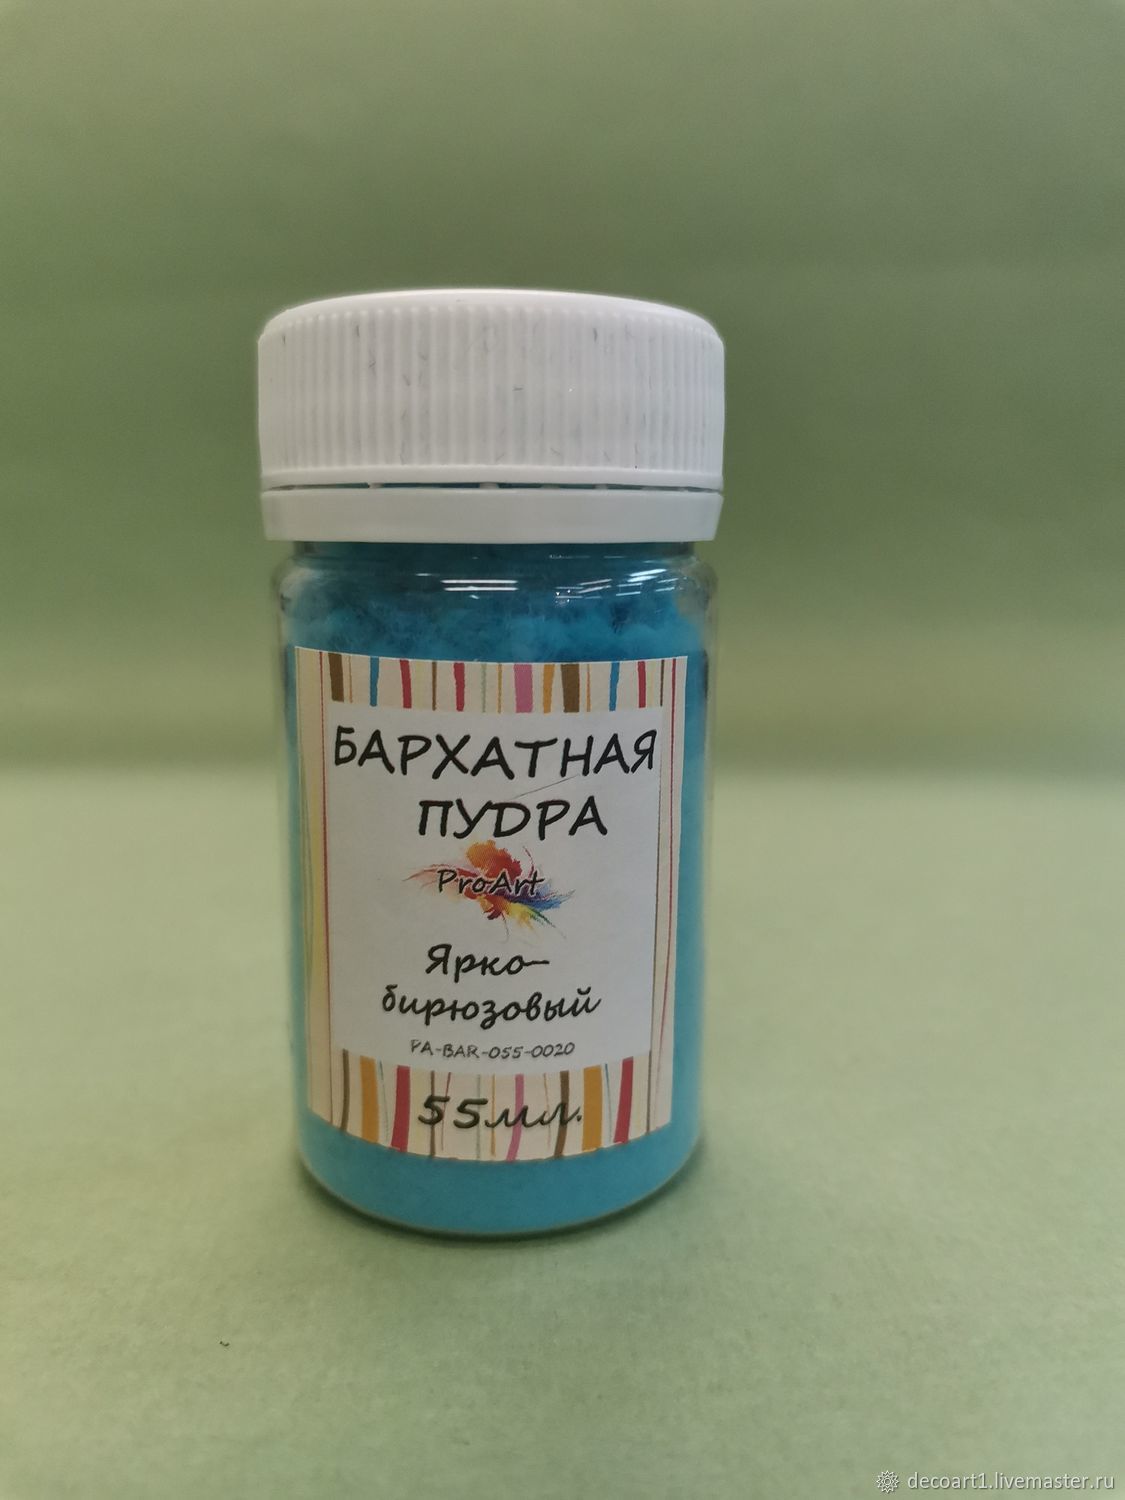 БАРХАТНАЯ
ПУДРА
ProArt
Ярко-
бирюзовый
PA-BAR-055-0020
55мл.
decoart1.livemaster.ru